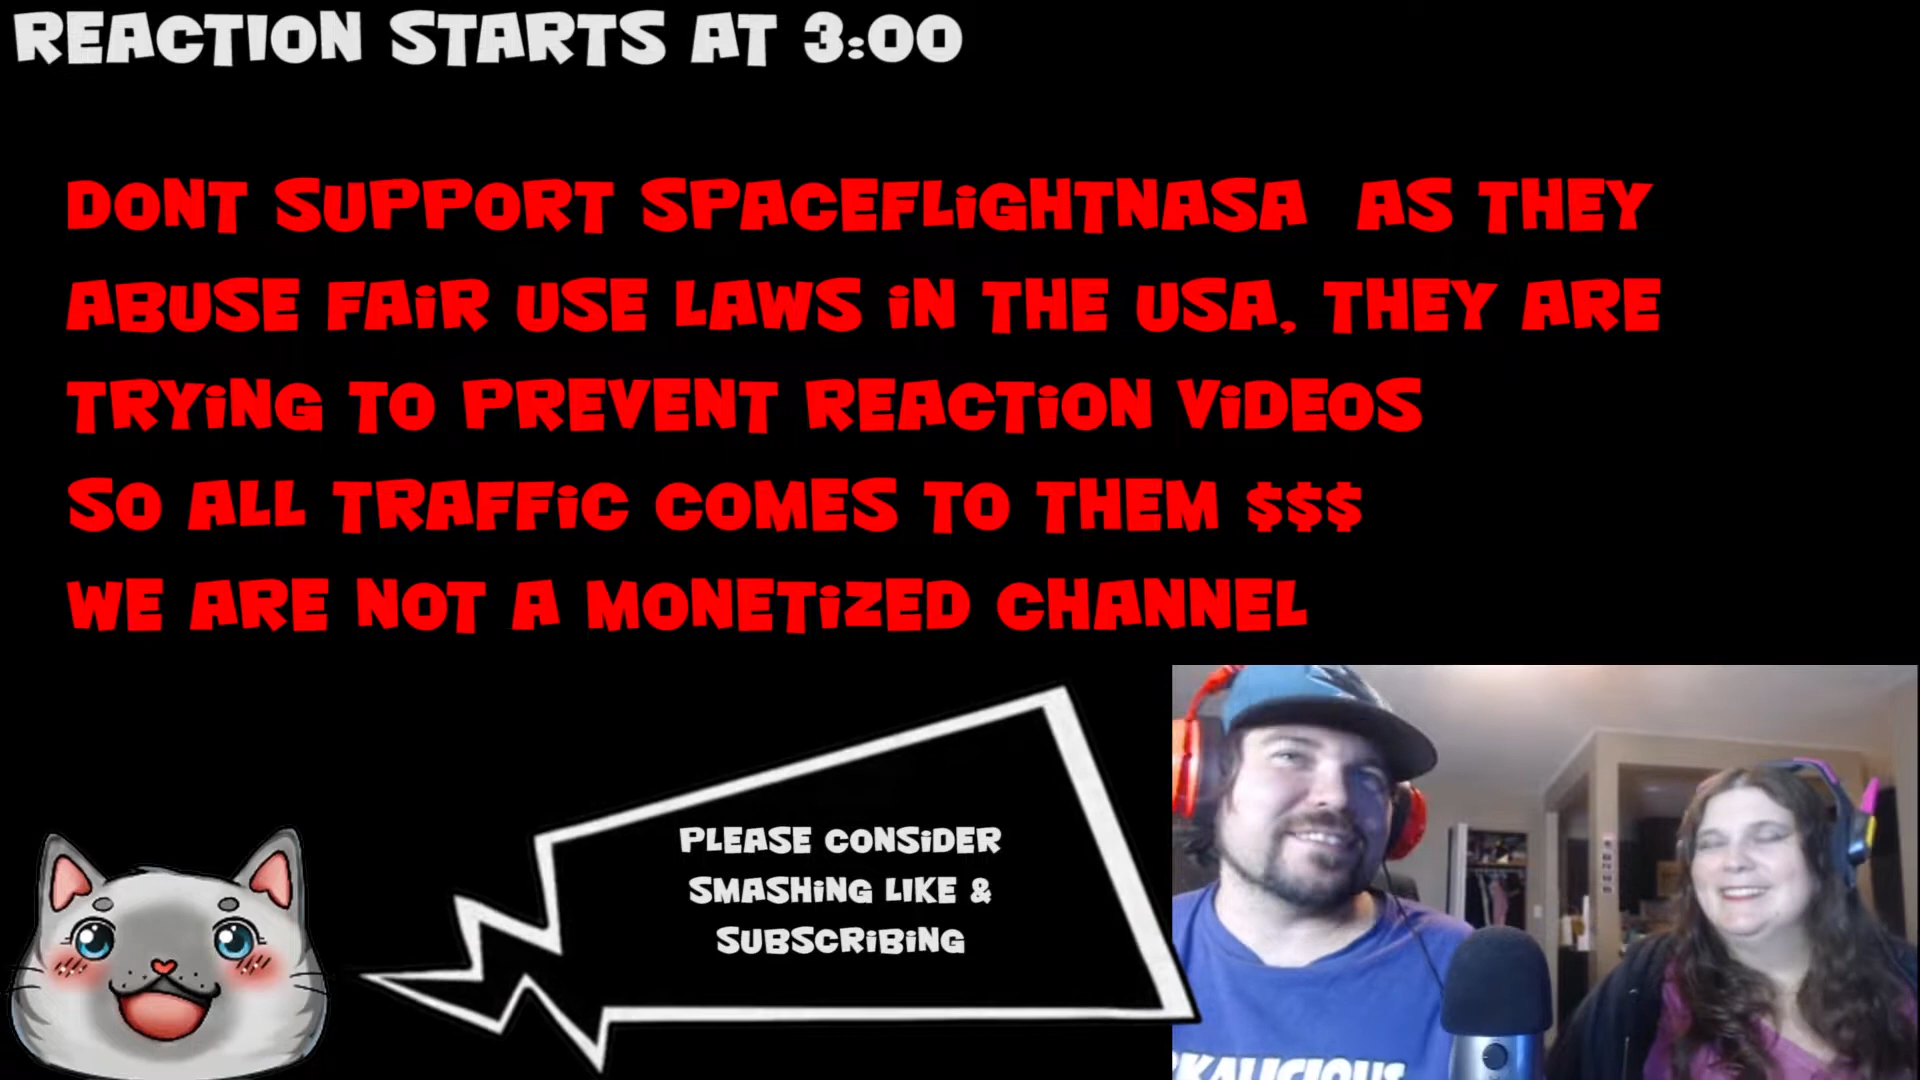 REACTION STARTS AT 3:00
DONT SUPPORT SPACEFLIGHTNASA AS THEY
ABUSE FAIR USE LAWS IN THE USA, THEY ARE
TRYING TO PREVENT REACTION VIDEOS
SO ALL TRAFFIC COMES TO THEM $$$
WE ARE NOT A MONETIZED CHANNEL
PLEASE CONSIDER
SMASHING LIKE &
SUBSCRIBING